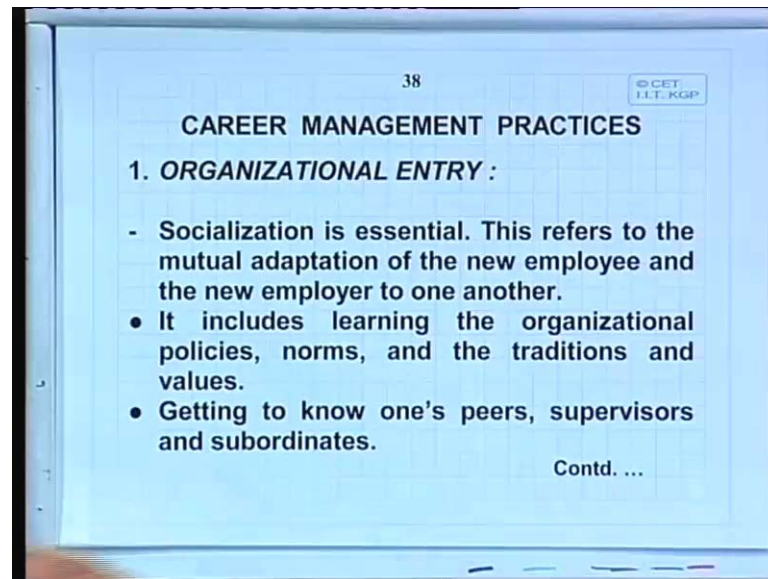 38
© CET
I.I.T. KGP
CAREER MANAGEMENT PRACTICES
1. ORGANIZATIONAL ENTRY :
- Socialization is essential. This refers to the
mutual adaptation of the new employee and
the new employer to one another.
• It includes learning the organizational
policies, norms, and the traditions and
values.
• Getting to know one's peers, supervisors
and subordinates.
Contd. ...